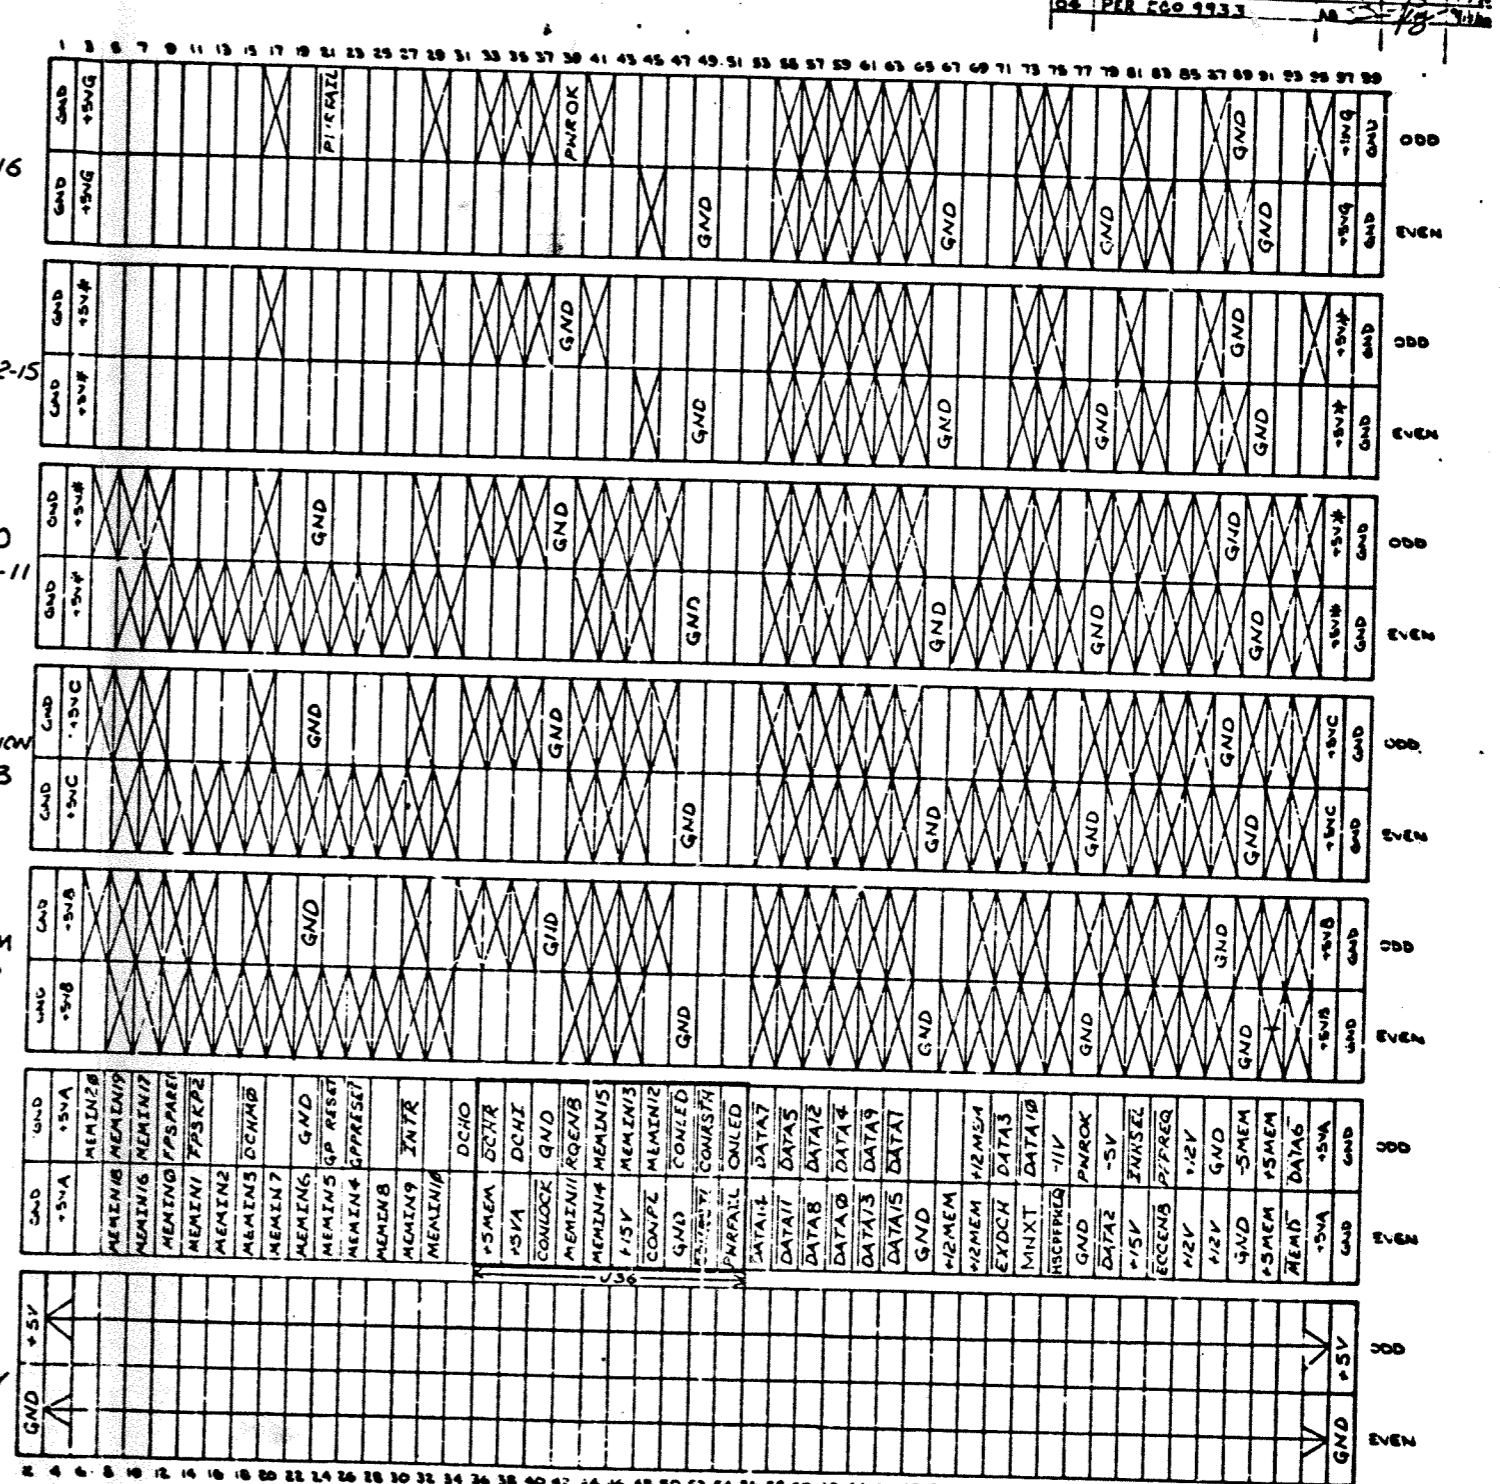 04 PER ECO 9933
1 3 5 7 9 11 13 15 17 19 21 23 25 27 29 31 33 35 37 39 41 43 45 47 49 51 53 55 57 59 61 63 65 67 69 71 73 75 77 79 81 83 85 87 89 91 93 95 97 99
GND +5VG PWRFAIL PWROK GND GND ODD
GND +5VG GND GND GND GND +5VG GND EVEN
GND +5V# GND GND +5V# GND ODD
2-15
GND +5V# GND GND GND GND +5V# GND EVEN
GND +5V# GND GND GND +5V# GND ODD
-11
GND +5V# GND GND GND GND +5V# GND EVEN
GND +5VC GND GND GND +5VC GND ODD
GND +5VC GND GND GND GND +5VC GND EVEN
GND +5VB GND GND GND +5VB GND ODD
GND +5VB GND GND GND GND +5VB GND EVEN
GND +5VA MEMIN20 MEMIN19 MEMIN17 FPSPARE1 FPSKP2 DCHM0 GND GP RESET GPPRESET INTR DCHO DCHR DCHI GND RQENB MEMIN15 MEMIN13 MEMIN12 CONLED CONRSTN ONLED DATA7 DATA5 DATA12 DATA4 DATA9 DATA1 +12MEM DATA3 DATA10 -11V PWROK -5V INHSEL PIFREQ +12V GND -5MEM +5MEM DATA6 +5VA GND ODD
GND +5VA MEMIN18 MEMIN16 MEMIN0 MEMIN1 MEMIN2 MEMIN3 MEMIN7 MEMIN6 MEMIN5 MEMIN4 MEMIN8 MEMIN9 MEMIN10 +5MEM +5VA CONLOCK MEMIN11 MEMIN14 +15V CONPL GND PWRFAIL DATA14 DATA11 DATA8 DATA0 DATA13 DATA15 GND +12MEM +12MEM EXDCH MNXT GND DATA2 +15V ECCENB +12V +12V GND +5MEM MEMD5 +5VA GND EVEN
J36
+5V +5V ODD
GND GND EVEN
2 4 6 8 10 12 14 16 18 20 22 24 26 28 30 32 34 36 38 40